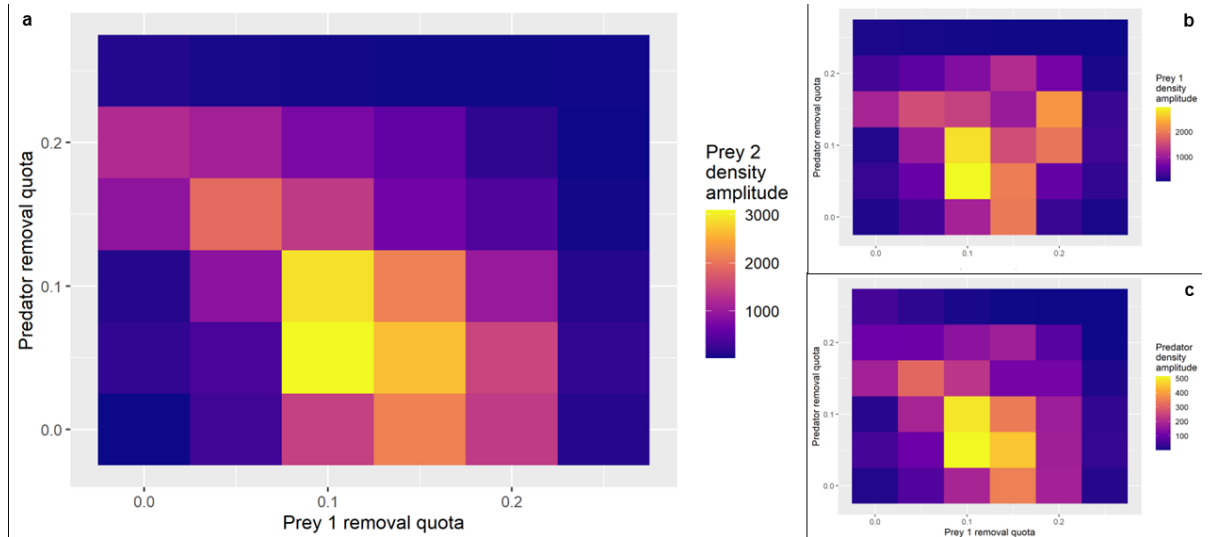 a
Predator removal quota
0.2
0.1
0.0
0.0
0.1
0.2
Prey 1 removal quota
Prey 2
density
amplitude
3000
2000
1000
b
Predator removal quota
0.2
0.1
0.0
0.0
0.1
0.2
Prey 1
density
amplitude
2000
1000
c
Predator removal quota
0.2
0.1
0.0
0.0
0.1
0.2
Prey 1 removal quota
Predator
density
amplitude
500
400
300
200
100